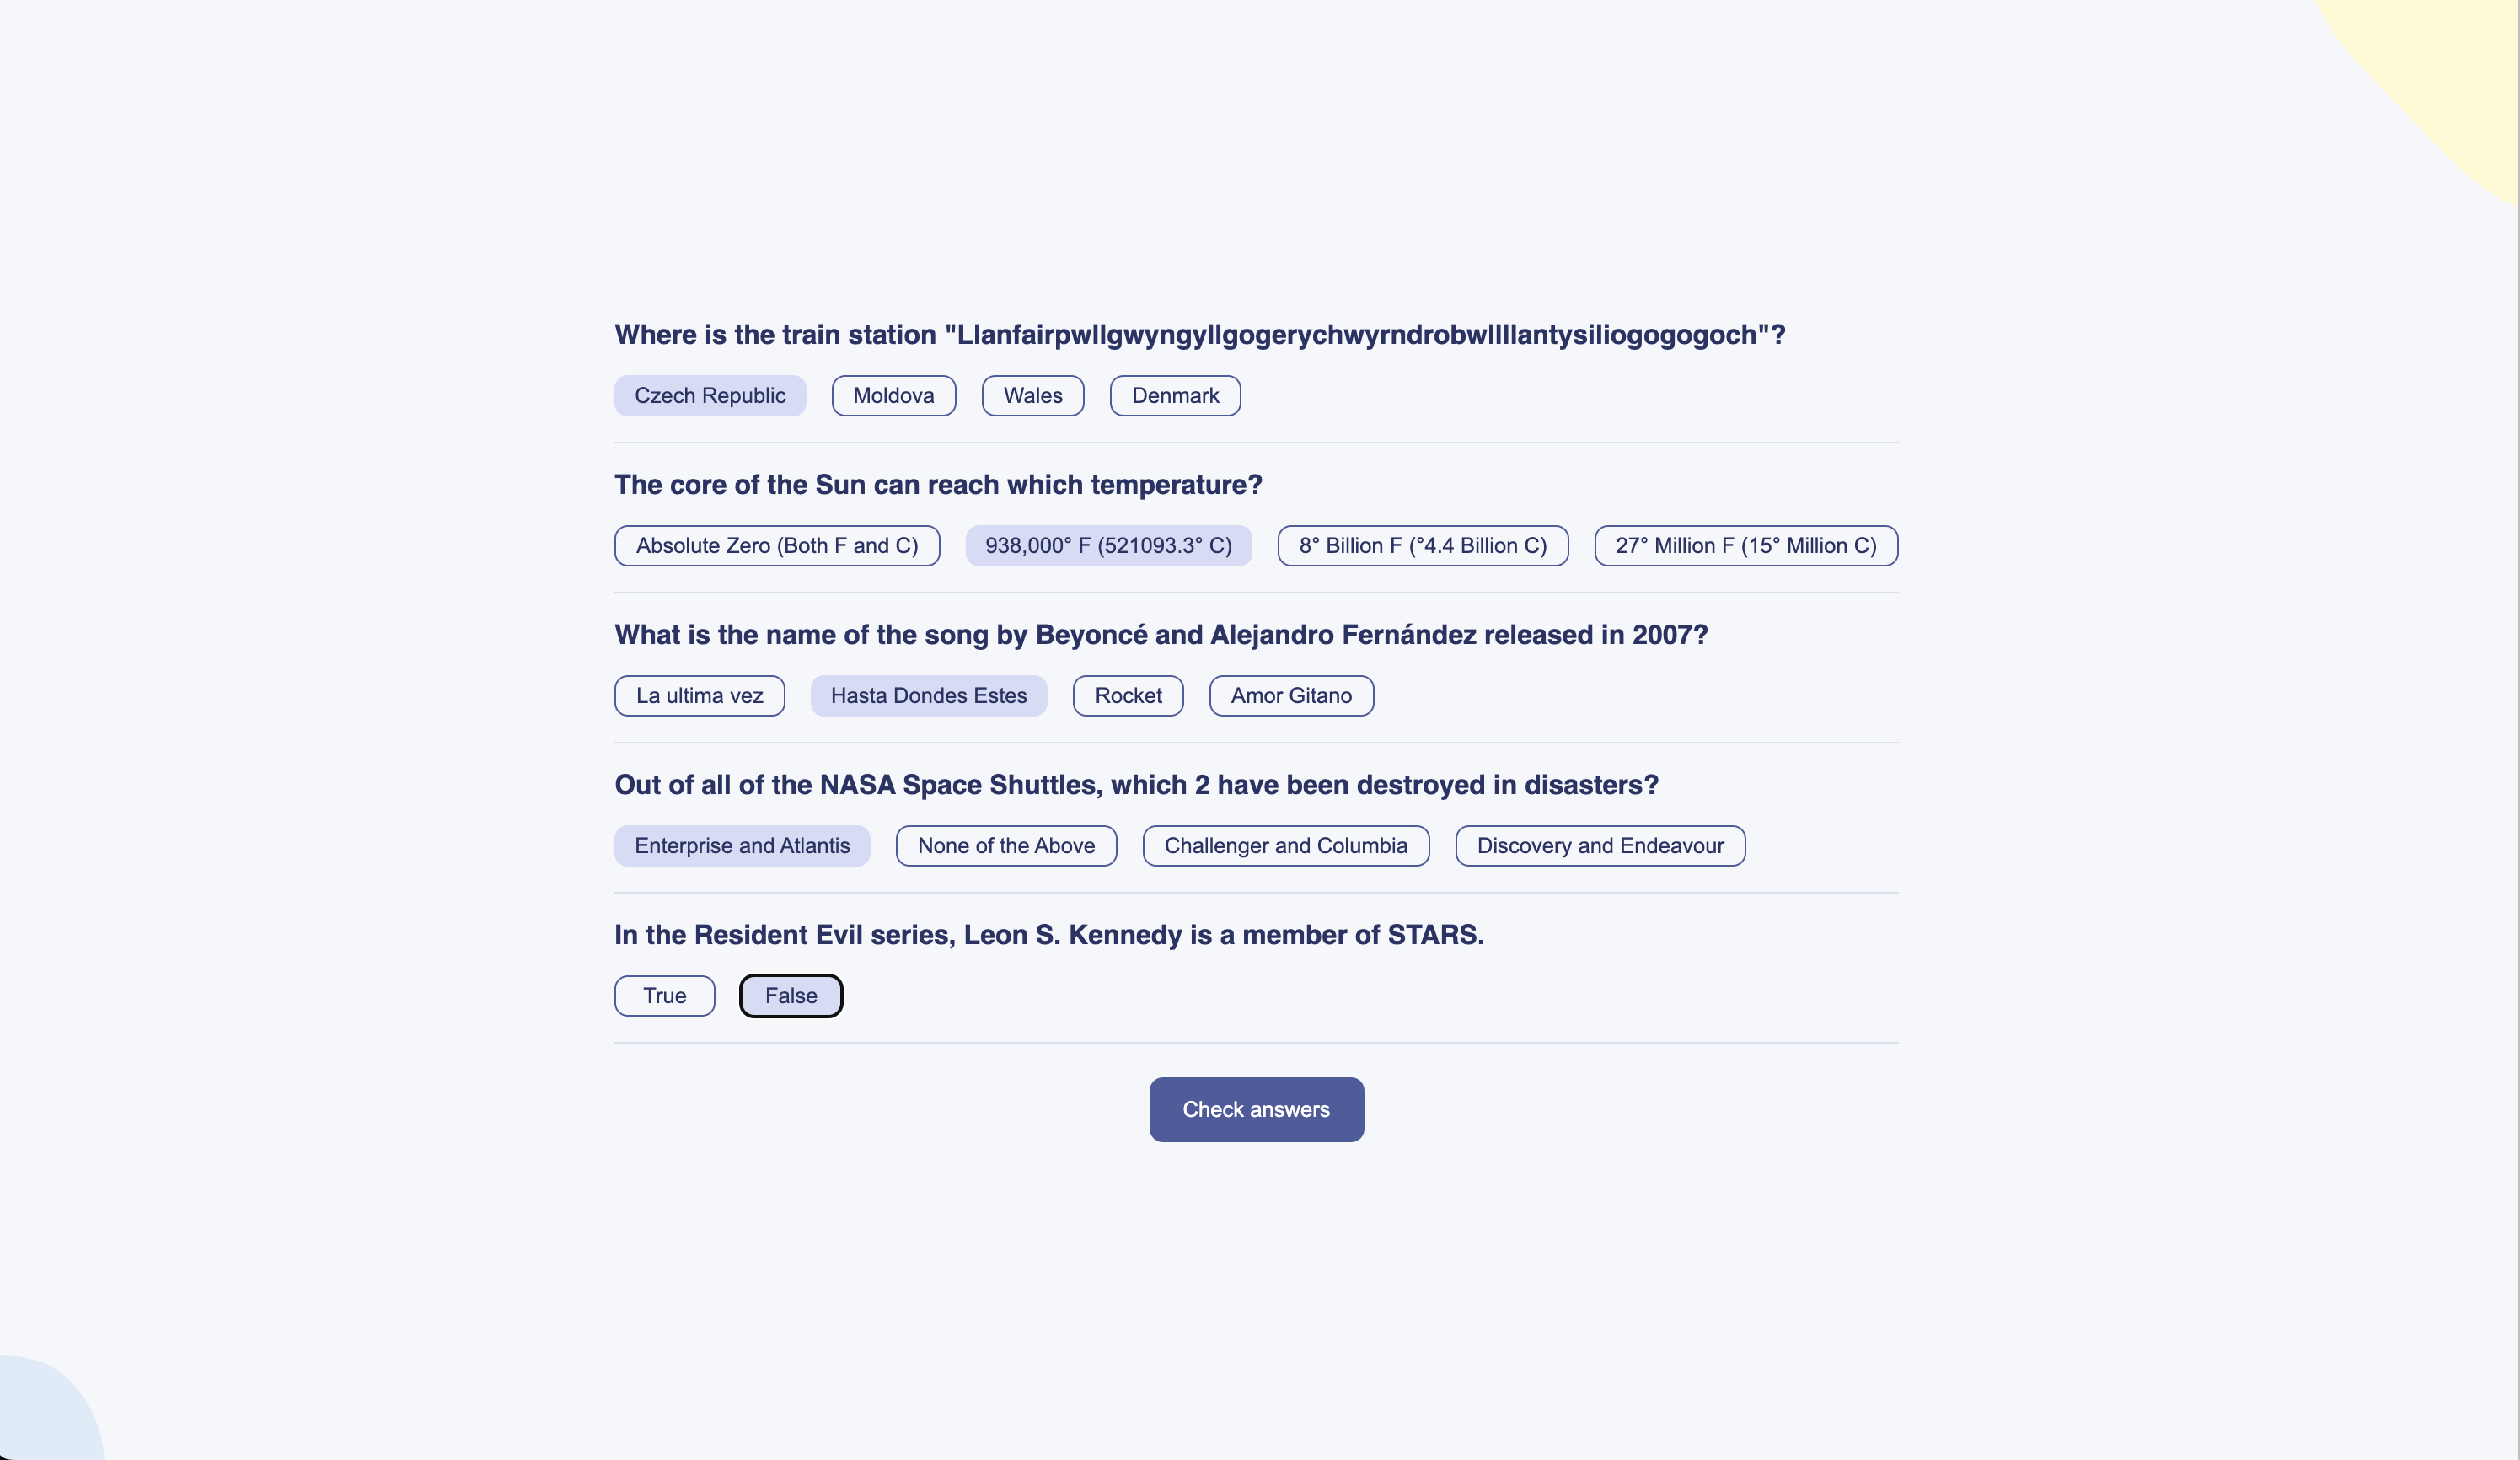 Where is the train station "Llanfairpwllgwyngyllgogerychwyrndrobwllllantysiliogogogoch"?
Czech Republic Moldova Wales Denmark
The core of the Sun can reach which temperature?
Absolute Zero (Both F and C) 938,000° F (521093.3° C) 8° Billion F (°4.4 Billion C) 27° Million F (15° Million C)
What is the name of the song by Beyoncé and Alejandro Fernández released in 2007?
La ultima vez Hasta Dondes Estes Rocket Amor Gitano
Out of all of the NASA Space Shuttles, which 2 have been destroyed in disasters?
Enterprise and Atlantis None of the Above Challenger and Columbia Discovery and Endeavour
In the Resident Evil series, Leon S. Kennedy is a member of STARS.
True False
Check answers